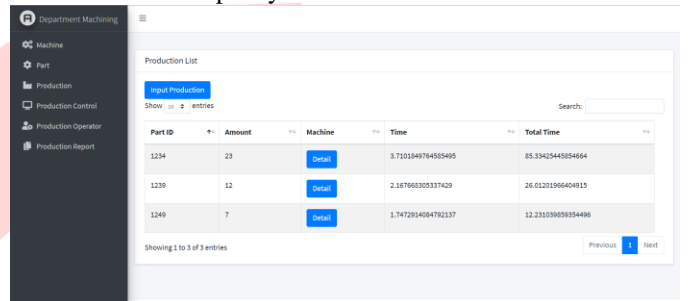 Department Machining
Machine
Part
Production
Production Control
Production Operator
Production Report
Production List
Input Production
Show 10 entries
Search:
Part ID Amount Machine Time Total Time
1234 23 Detail 3.7101849764585495 85.33425445854664
1239 12 Detail 2.167668305337429 26.01201966404915
1249 7 Detail 1.7472914084792137 12.231039859354496
Showing 1 to 3 of 3 entries
Previous 1 Next